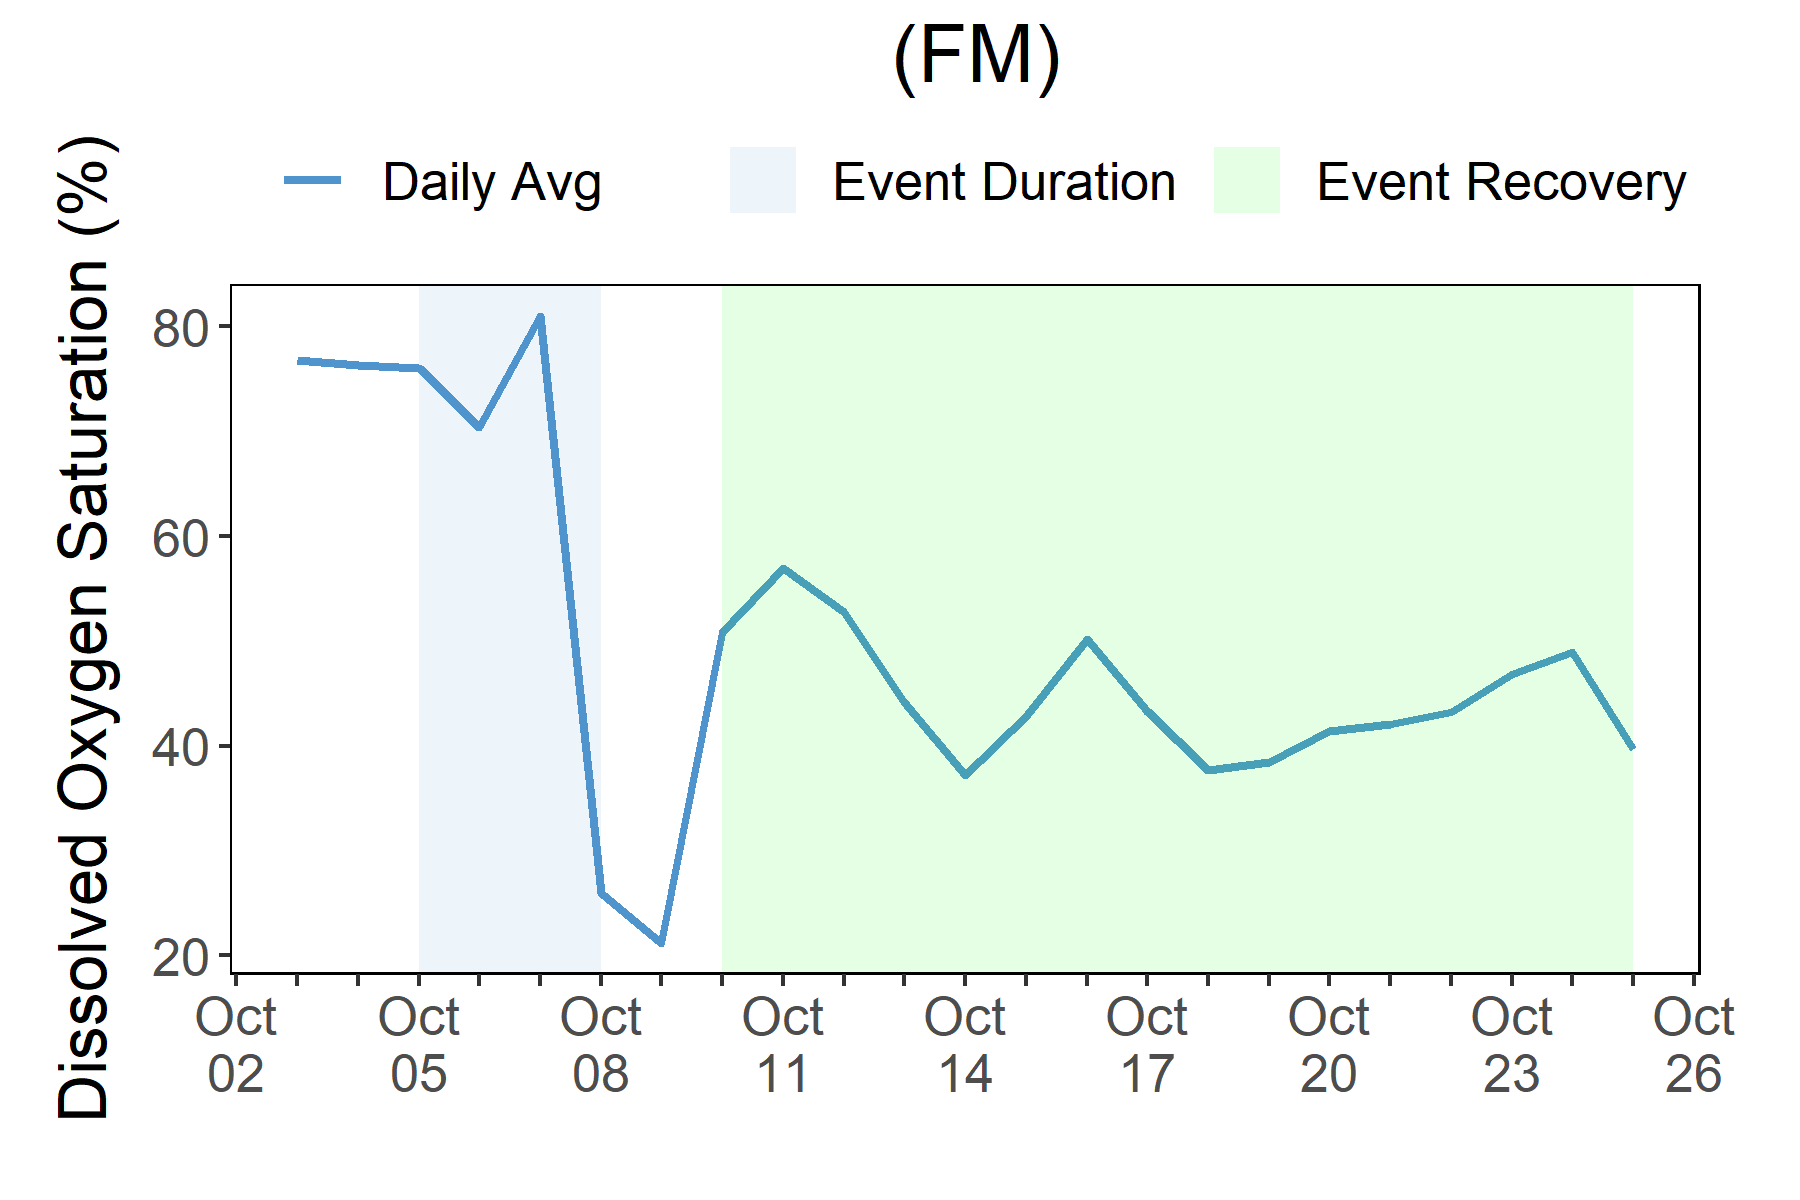 (FM)
Daily Avg
Event Duration
Event Recovery
Dissolved Oxygen Saturation (%)
80
60
40
20
Oct 02
Oct 05
Oct 08
Oct 11
Oct 14
Oct 17
Oct 20
Oct 23
Oct 26